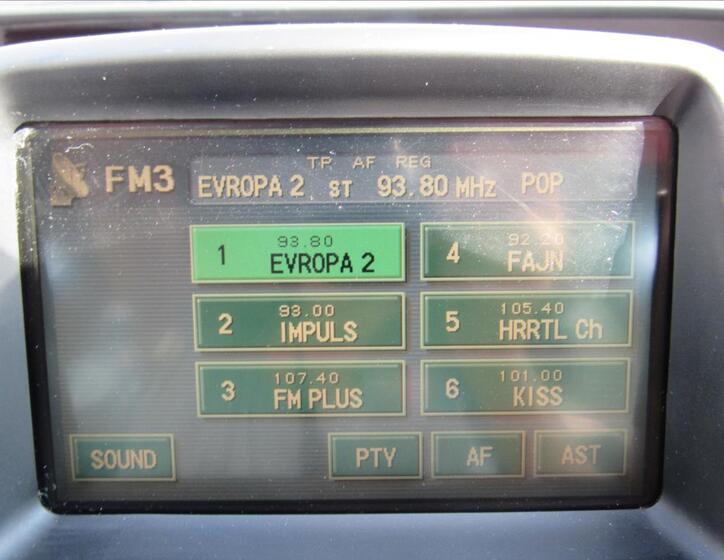 TP AF REG
FM3 EVROPA 2 ST 93.80 MHz POP
1 93.80 EVROPA 2
4 92.20 FAJN
2 93.00 IMPULS
5 105.40 HRRTL Ch
3 107.40 FM PLUS
6 101.00 KISS
SOUND PTY AF AST